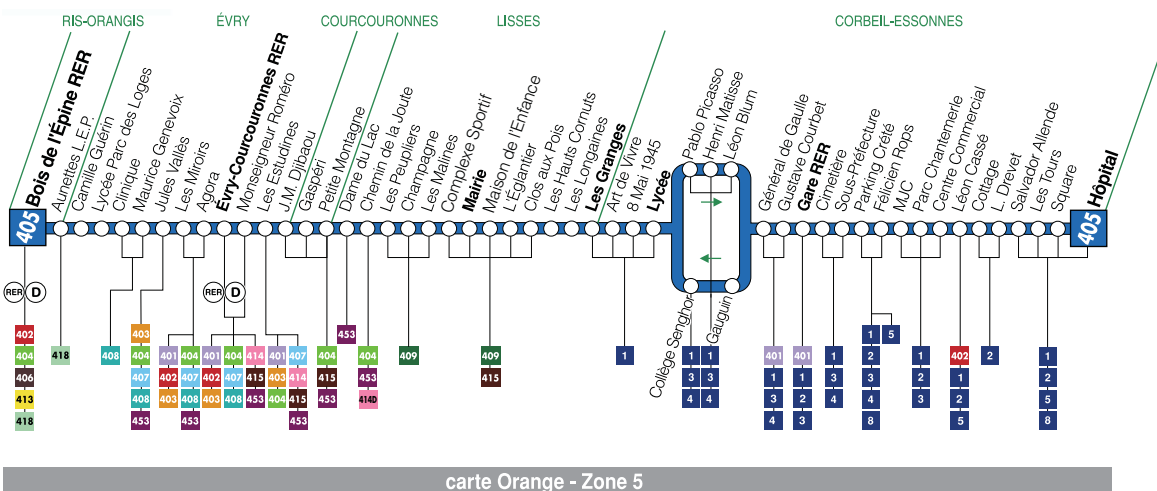 RIS-ORANGIS
ÉVRY
COURCOURONNES
LISSES
CORBEIL-ESSONNES
405
Bois de l'Épine RER
Aunettes L.E.P.
Camille Guérin
Lycée Parc des Loges
Clinique
Maurice Genevoix
Jules Vallès
Les Miroirs
Agora
Évry-Courcouronnes RER
Monseigneur Roméro
Les Estudines
J.M. Djibaou
Gaspéri
Petite Montagne
Dame du Lac
Chemin de la Joute
Les Peupliers
Champagne
Les Malines
Complexe Sportif
Mairie
Maison de l'Enfance
L'Églantier
Clos aux Pois
Les Hauts Cornuts
Les Longaines
Les Granges
Art de Vivre
8 Mai 1945
Lycée
Pablo Picasso
Henri Matisse
Léon Blum
Collège Senghor
Gauguin
Général de Gaulle
Gustave Courbet
Gare RER
Cimetière
Sous-Préfecture
Parking Crété
Félicien Rops
MJC
Parc Chantemerle
Centre Commercial
Léon Cassé
Cottage
L. Drevet
Salvador Allende
Les Tours
Square
Hôpital
405
RER D
402
404
406
413
418
418
408
403
404
407
408
453
401
402
403
404
407
408
453
RER D
401
402
403
404
407
408
414
415
453
401
403
404
407
414
415
453
404
415
453
453
404
453
414D
409
409
415
1
1
3
4
1
3
4
401
1
3
4
401
1
2
3
1
3
4
1
2
3
4
8
5
1
2
3
402
1
2
5
2
1
2
5
8
carte Orange - Zone 5